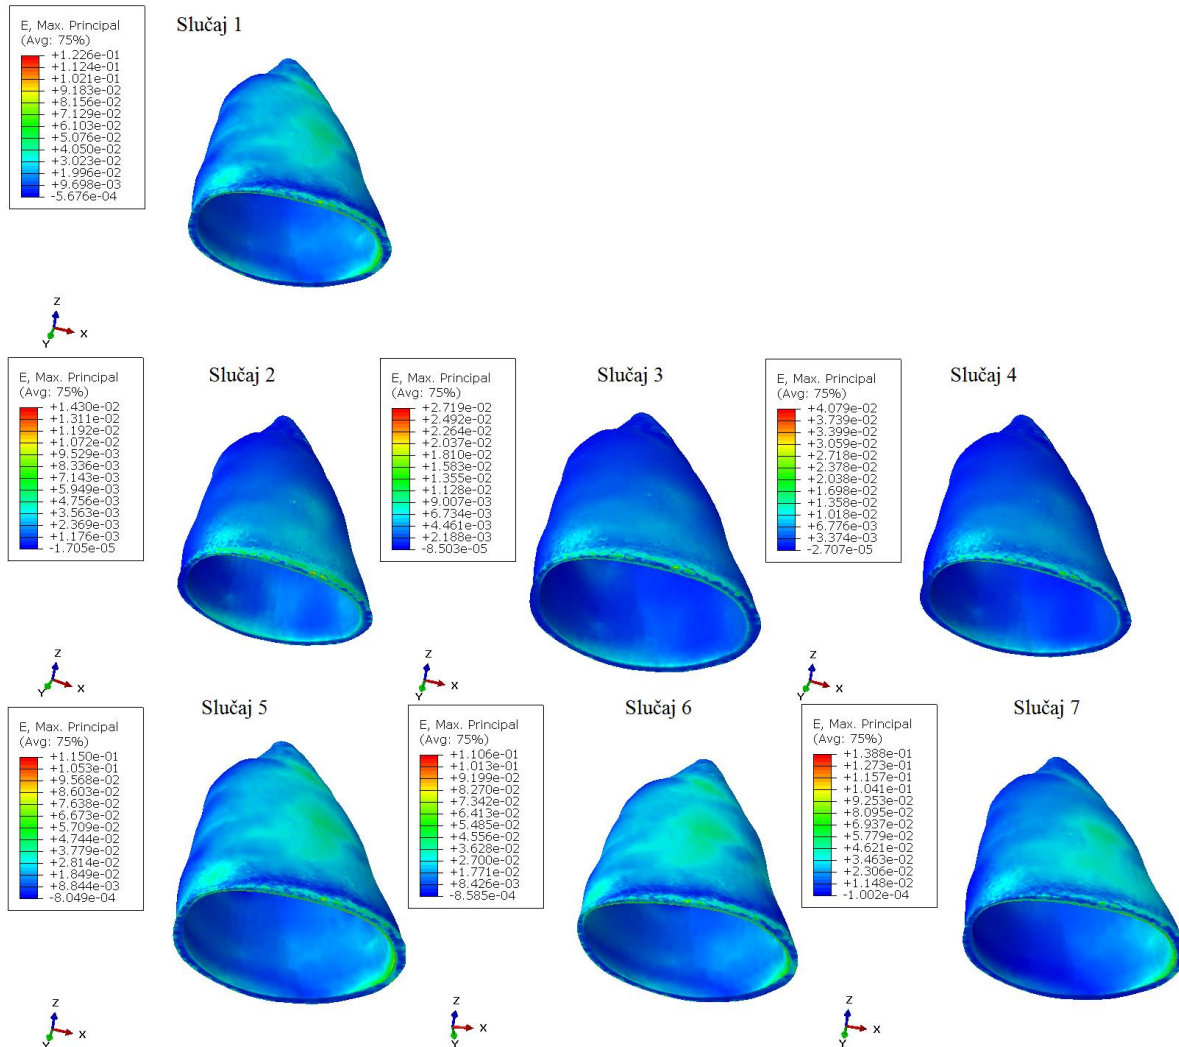 E, Max. Principal
(Avg: 75%)
+1.226e-01
+1.124e-01
+1.021e-01
+9.183e-02
+8.156e-02
+7.129e-02
+6.103e-02
+5.076e-02
+4.050e-02
+3.023e-02
+1.996e-02
+9.698e-03
-5.676e-04
Slučaj 1
Z
X
Y
E, Max. Principal
(Avg: 75%)
+1.430e-02
+1.311e-02
+1.192e-02
+1.072e-02
+9.529e-03
+8.336e-03
+7.143e-03
+5.949e-03
+4.756e-03
+3.563e-03
+2.369e-03
+1.176e-03
-1.705e-05
Slučaj 2
Z
X
Y
E, Max. Principal
(Avg: 75%)
+2.719e-02
+2.492e-02
+2.264e-02
+2.037e-02
+1.810e-02
+1.583e-02
+1.355e-02
+1.128e-02
+9.007e-03
+6.734e-03
+4.461e-03
+2.188e-03
-8.503e-05
Slučaj 3
Z
X
Y
E, Max. Principal
(Avg: 75%)
+4.079e-02
+3.739e-02
+3.399e-02
+3.059e-02
+2.718e-02
+2.378e-02
+2.038e-02
+1.698e-02
+1.358e-02
+1.018e-02
+6.776e-03
+3.374e-03
-2.707e-05
Slučaj 4
Z
X
Y
E, Max. Principal
(Avg: 75%)
+1.150e-01
+1.053e-01
+9.568e-02
+8.603e-02
+7.638e-02
+6.673e-02
+5.709e-02
+4.744e-02
+3.779e-02
+2.814e-02
+1.849e-02
+8.844e-03
-8.049e-04
Slučaj 5
Z
X
Y
E, Max. Principal
(Avg: 75%)
+1.106e-01
+1.013e-01
+9.199e-02
+8.270e-02
+7.342e-02
+6.413e-02
+5.485e-02
+4.556e-02
+3.628e-02
+2.700e-02
+1.771e-02
+8.426e-03
-8.585e-04
Slučaj 6
Z
X
Y
E, Max. Principal
(Avg: 75%)
+1.388e-01
+1.273e-01
+1.157e-01
+1.041e-01
+9.253e-02
+8.095e-02
+6.937e-02
+5.779e-02
+4.621e-02
+3.463e-02
+2.306e-02
+1.148e-02
-1.002e-04
Slučaj 7
Z
X
Y